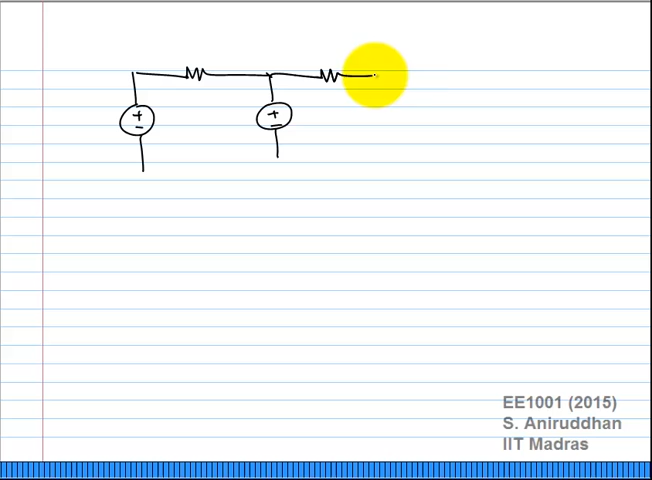 +
-
+
-
EE1001 (2015)
S. Aniruddhan
IIT Madras